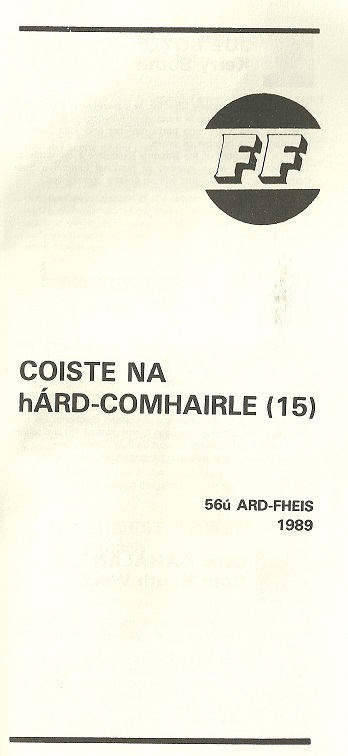 FF
COISTE NA
hÁRD-COMHAIRLE (15)
56ú ARD-FHEIS
1989